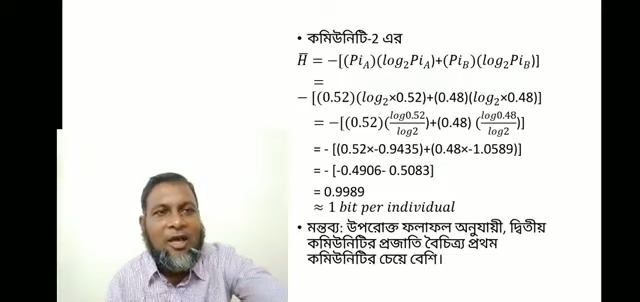 • কমিউনিটি-2 এর
H̅ = −[(Pi_A)(log₂Pi_A)+(Pi_B)(log₂Pi_B)]
=
− [(0.52)(log₂×0.52)+(0.48)(log₂×0.48)]
= −[(0.52)(log0.52/log2)+(0.48) (log0.48/log2)]
= - [(0.52×-0.9435)+(0.48×-1.0589)]
= - [-0.4906- 0.5083]
= 0.9989
≈ 1 bit per individual
• মন্তব্য: উপরোক্ত ফলাফল অনুযায়ী, দ্বিতীয়
কমিউনিটির প্রজাতি বৈচিত্র্য প্রথম
কমিউনিটির চেয়ে বেশি।